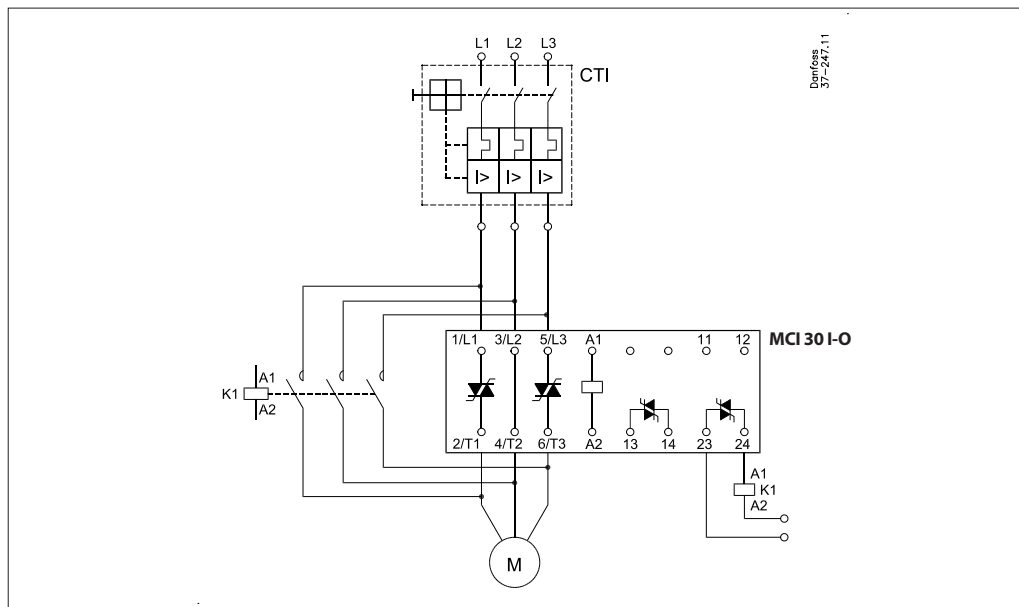 L1 L2 L3
Danfoss
37-247.11
CTI
I> I> I>
1/L1 3/L2 5/L3 A1 11 12
MCI 30 I-O
K1
A1
A2
2/T1 4/T2 6/T3 A2 13 14 23 24
A1
K1
A2
M